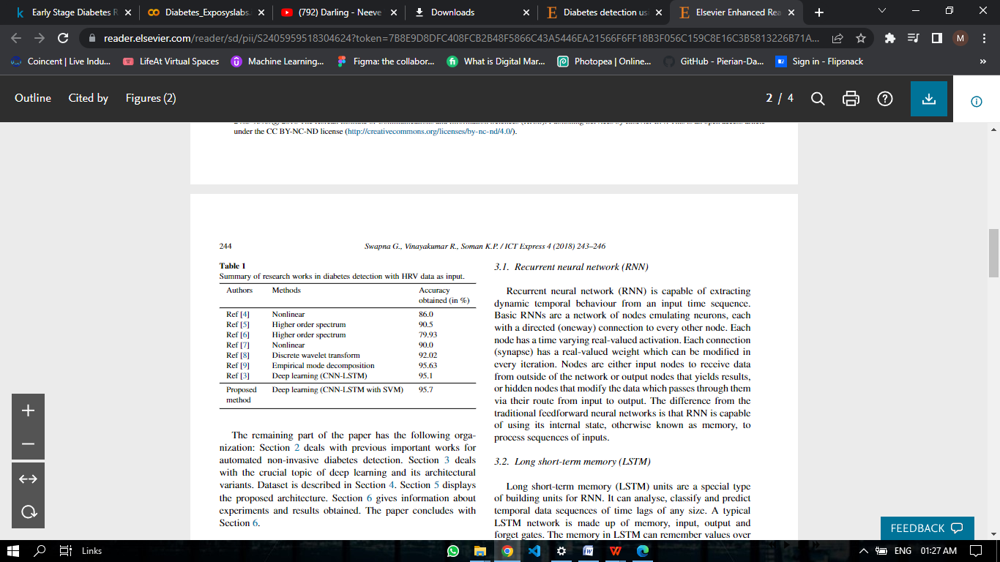 Early Stage Diabetes R
Diabetes_Exposyslabs.
(792) Darling - Neeve
Downloads
Diabetes detection usi
Elsevier Enhanced Rea
reader.elsevier.com/reader/sd/pii/S2405959518304624?token=7B8E9D8DFC408FCB2B48F5866C43A5446EA21566F6FF18B3F056C159C8E16C3B5813226B71A...
M
Coincent | Live Indu...
LifeAt Virtual Spaces
Machine Learning...
Figma: the collabor...
What is Digital Mar...
Photopea | Online...
GitHub - Pierian-Da...
Sign in - Flipsnack
»
Outline
Cited by
Figures (2)
2 / 4
under the CC BY-NC-ND license (http://creativecommons.org/licenses/by-nc-nd/4.0/).
244
Swapna G., Vinayakumar R., Soman K.P. / ICT Express 4 (2018) 243–246
Table 1
Summary of research works in diabetes detection with HRV data as input.
Authors Methods Accuracy
obtained (in %)
Ref [4] Nonlinear 86.0
Ref [5] Higher order spectrum 90.5
Ref [6] Higher order spectrum 79.93
Ref [7] Nonlinear 90.0
Ref [8] Discrete wavelet transform 92.02
Ref [9] Empirical mode decomposition 95.63
Ref [3] Deep learning (CNN-LSTM) 95.1
Proposed Deep learning (CNN-LSTM with SVM) 95.7
method
The remaining part of the paper has the following orga-
nization: Section 2 deals with previous important works for
automated non-invasive diabetes detection. Section 3 deals
with the crucial topic of deep learning and its architectural
variants. Dataset is described in Section 4. Section 5 displays
the proposed architecture. Section 6 gives information about
experiments and results obtained. The paper concludes with
Section 6.
3.1. Recurrent neural network (RNN)
Recurrent neural network (RNN) is capable of extracting
dynamic temporal behaviour from an input time sequence.
Basic RNNs are a network of nodes emulating neurons, each
with a directed (oneway) connection to every other node. Each
node has a time varying real-valued activation. Each connection
(synapse) has a real-valued weight which can be modified in
every iteration. Nodes are either input nodes to receive data
from outside of the network or output nodes that yields results,
or hidden nodes that modify the data which passes through them
via their route from input to output. The difference from the
traditional feedforward neural networks is that RNN is capable
of using its internal state, otherwise known as memory, to
process sequences of inputs.
3.2. Long short-term memory (LSTM)
Long short-term memory (LSTM) units are a special type
of building units for RNN. It can analyse, classify and predict
temporal data sequences of time lags of any size. A typical
LSTM network is made up of memory, input, output and
forget gates. The memory in LSTM can remember values over
FEEDBACK
Links
ENG
01:27 AM